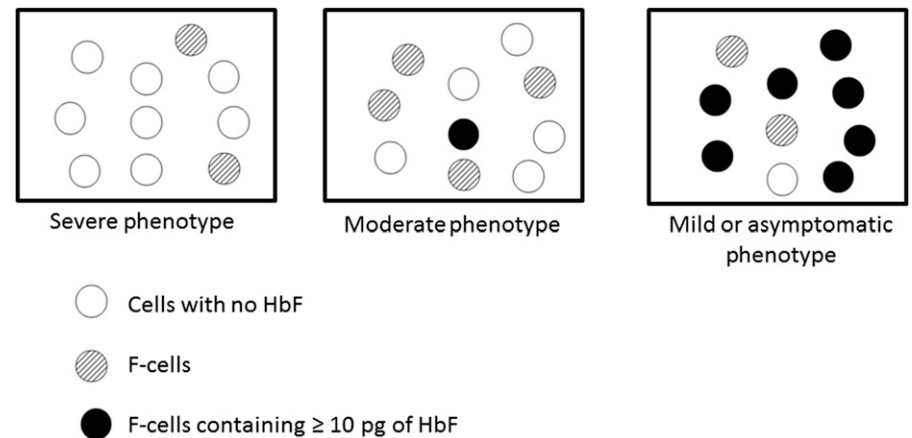 Severe phenotype
Moderate phenotype
Mild or asymptomatic
phenotype
Cells with no HbF
F-cells
F-cells containing ≥ 10 pg of HbF